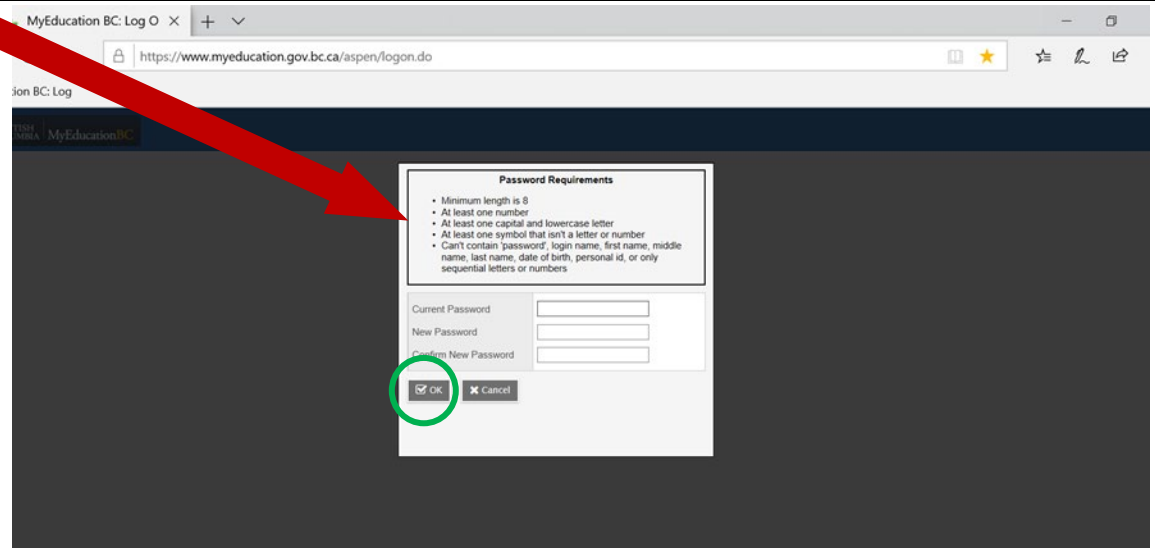 MyEducation BC: Log O
https://www.myeducation.gov.bc.ca/aspen/logon.do
ion BC: Log
MyEducationBC
Password Requirements
• Minimum length is 8
• At least one number
• At least one capital and lowercase letter
• At least one symbol that isn't a letter or number
• Can't contain 'password', login name, first name, middle
name, last name, date of birth, personal id, or only
sequential letters or numbers
Current Password
New Password
Confirm New Password
OK
Cancel